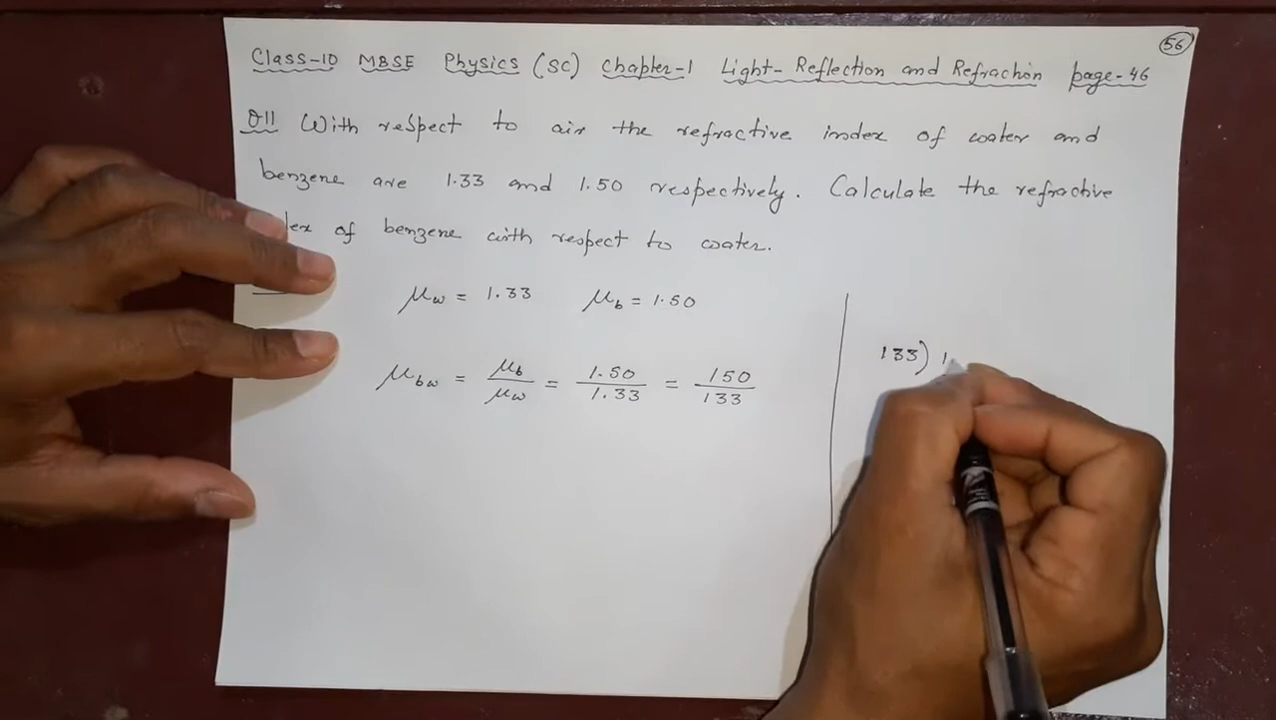 56
Class-10 MBSE Physics (SC) Chapter-1 Light-Reflection and Refraction page-46
Q11 With respect to air the refractive index of water and
benzene are 1.33 and 1.50 respectively. Calculate the refractive
of benzene with respect to water.
μw = 1.33 μb = 1.50
μbw = μb/μw = 1.50/1.33 = 150/133
133) 1